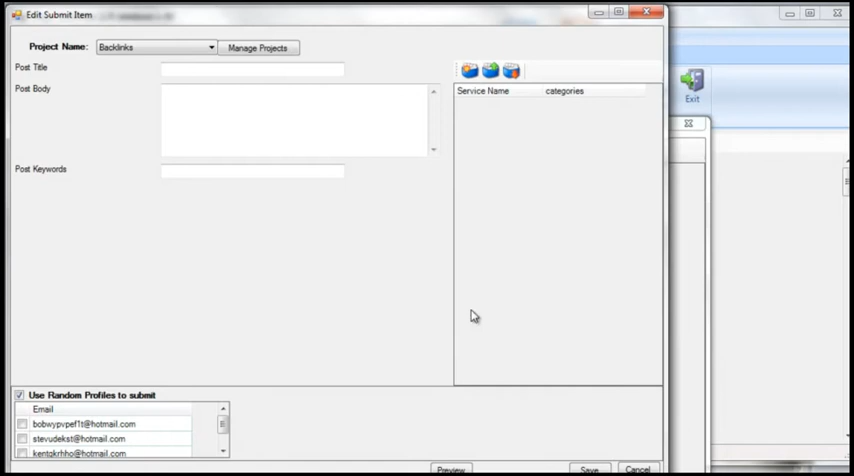 Edit Submit Item
Project Name: Backlinks Manage Projects
Post Title
Post Body
Service Name categories
Exit
Post Keywords
Use Random Profiles to submit
Email
bobwypvpef1t@hotmail.com
stevudekst@hotmail.com
kentqkrhho@hotmail.com
Preview Save Cancel